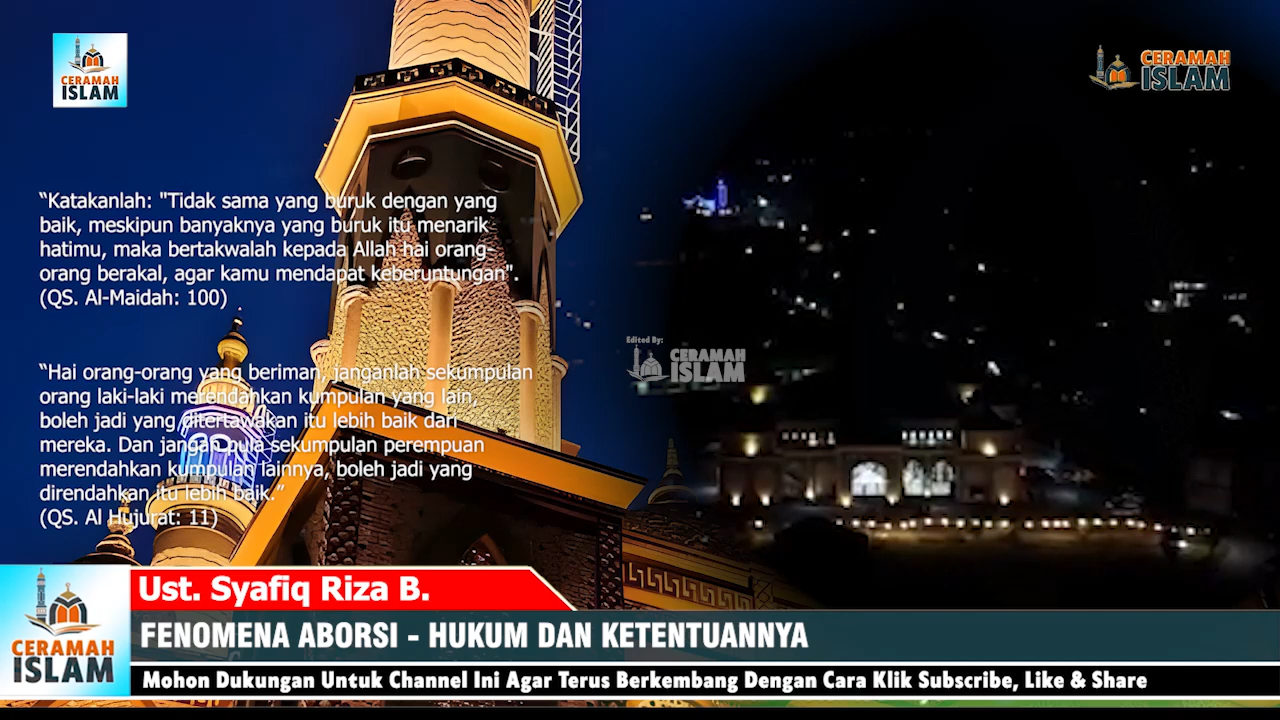 CERAMAH
ISLAM
CERAMAH
ISLAM
“Katakanlah: "Tidak sama yang buruk dengan yang
baik, meskipun banyaknya yang buruk itu menarik
hatimu, maka bertakwalah kepada Allah hai orang-
orang berakal, agar kamu mendapat keberuntungan".
(QS. Al-Maidah: 100)
“Hai orang-orang yang beriman, janganlah sekumpulan
orang laki-laki merendahkan kumpulan yang lain,
boleh jadi yang ditertawakan itu lebih baik dari
mereka. Dan jangan pula sekumpulan perempuan
merendahkan kumpulan lainnya, boleh jadi yang
direndahkan itu lebih baik.”
(QS. Al Hujurat: 11)
Edited By:
CERAMAH
ISLAM
Ust. Syafiq Riza B.
FENOMENA ABORSI - HUKUM DAN KETENTUANNYA
CERAMAH
ISLAM
Mohon Dukungan Untuk Channel Ini Agar Terus Berkembang Dengan Cara Klik Subscribe, Like & Share